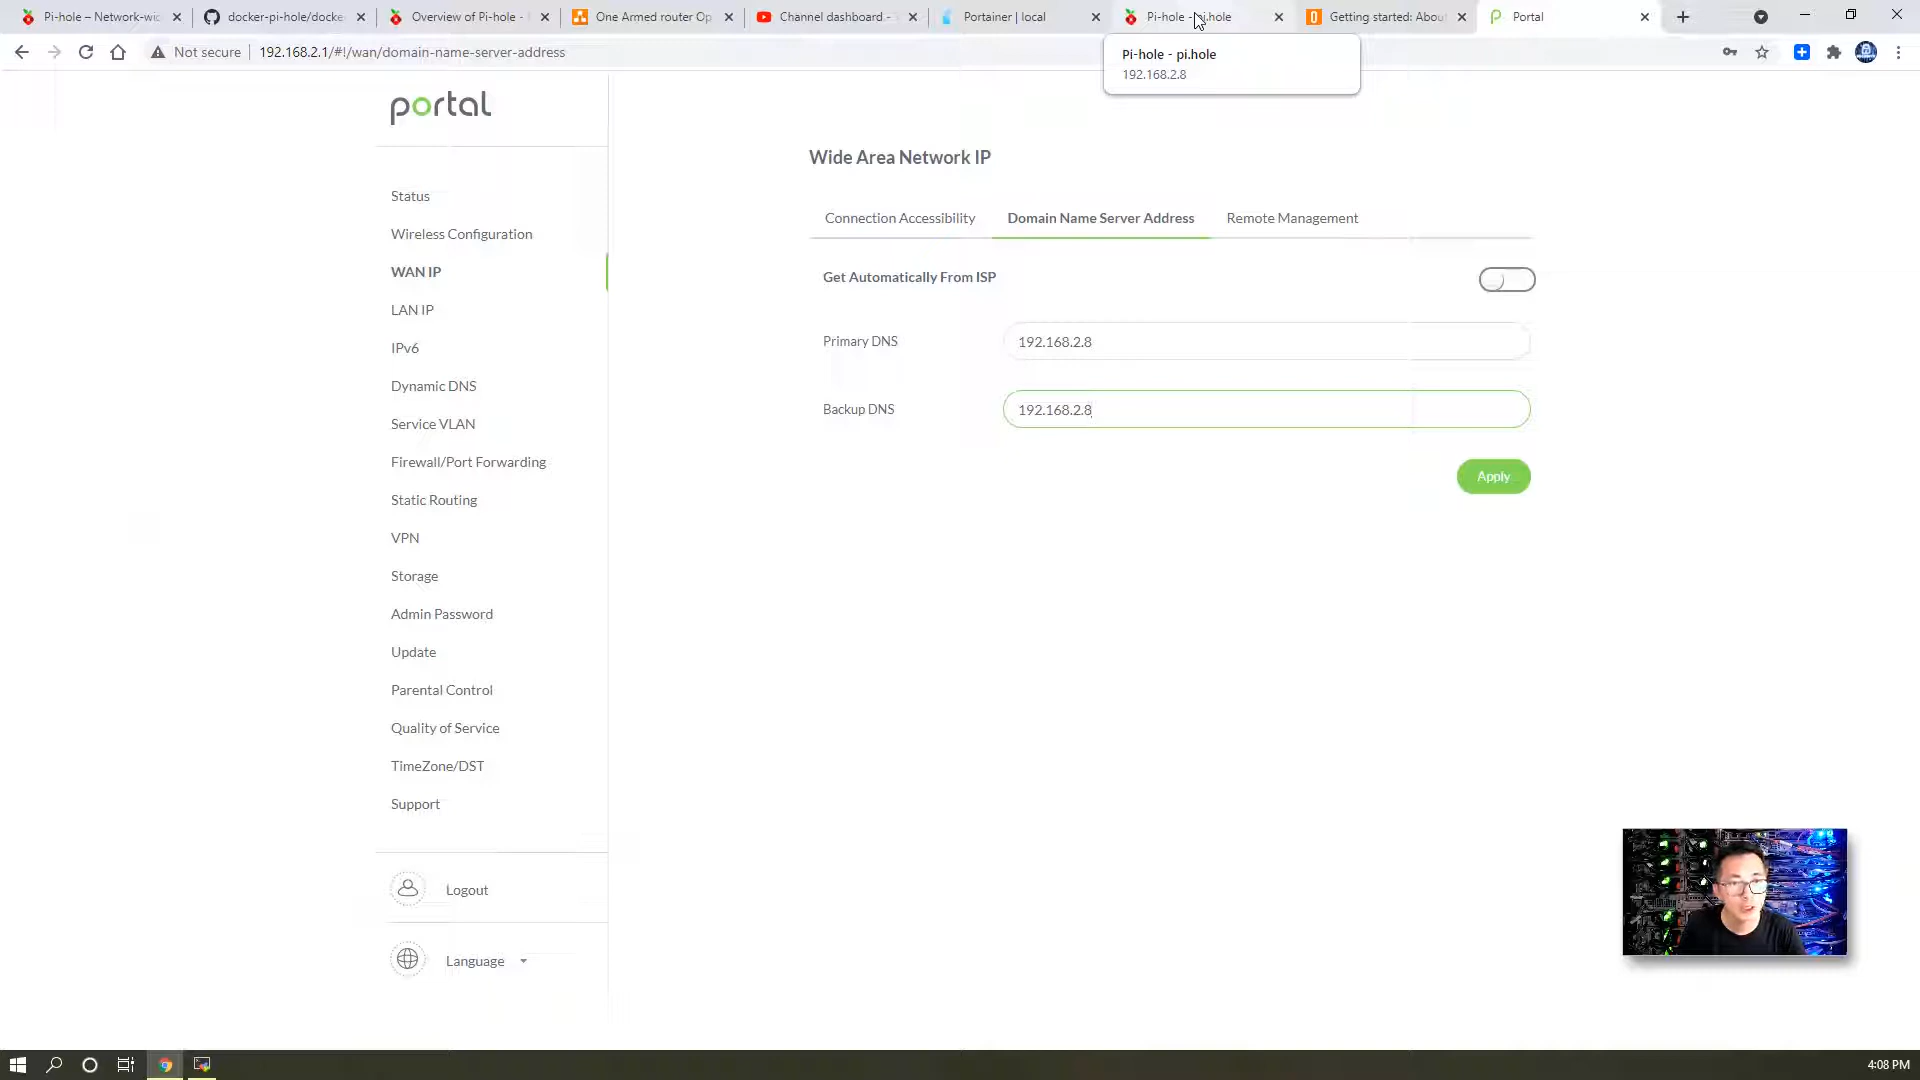 Pi-hole – Network-wic
docker-pi-hole/docke
Overview of Pi-hole -
One Armed router Op
Channel dashboard -
Portainer | local
Pi-hole - pi.hole
Getting started: Abou
Portal
Not secure
192.168.2.1/#!/wan/domain-name-server-address
Pi-hole - pi.hole
192.168.2.8
portal
Status
Wireless Configuration
WAN IP
LAN IP
IPv6
Dynamic DNS
Service VLAN
Firewall/Port Forwarding
Static Routing
VPN
Storage
Admin Password
Update
Parental Control
Quality of Service
TimeZone/DST
Support
Logout
Language
Wide Area Network IP
Connection Accessibility
Domain Name Server Address
Remote Management
Get Automatically From ISP
Primary DNS
192.168.2.8
Backup DNS
192.168.2.8
Apply
4:08 PM